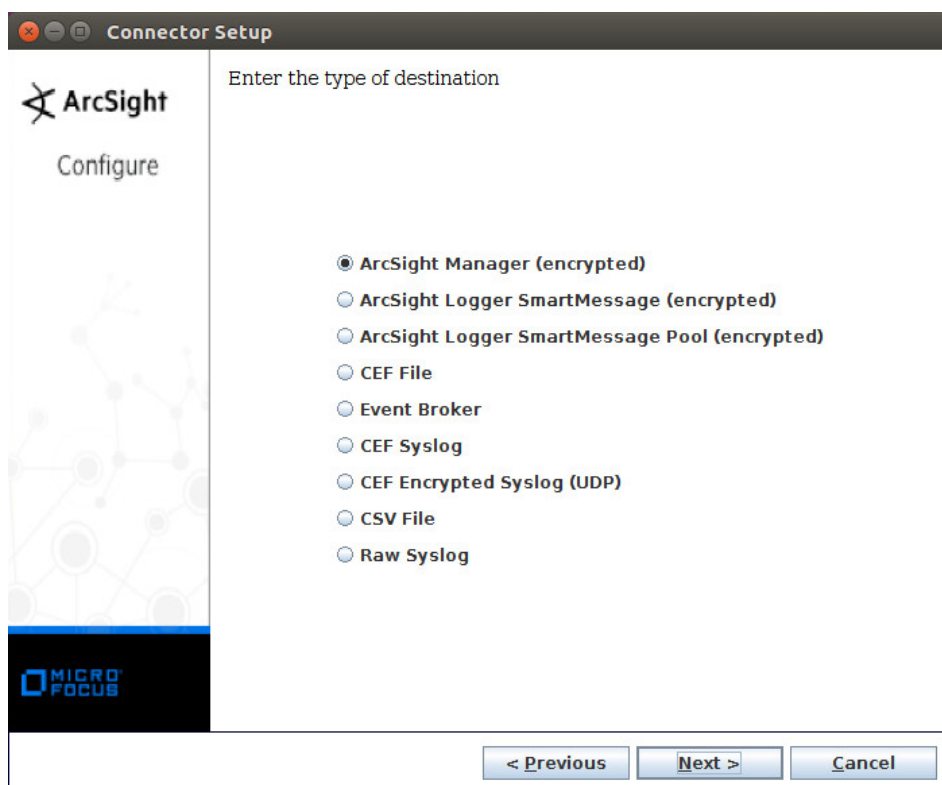 Connector Setup
ArcSight
Configure
Enter the type of destination
ArcSight Manager (encrypted)
ArcSight Logger SmartMessage (encrypted)
ArcSight Logger SmartMessage Pool (encrypted)
CEF File
Event Broker
CEF Syslog
CEF Encrypted Syslog (UDP)
CSV File
Raw Syslog
MICRO
FOCUS
< Previous Next > Cancel